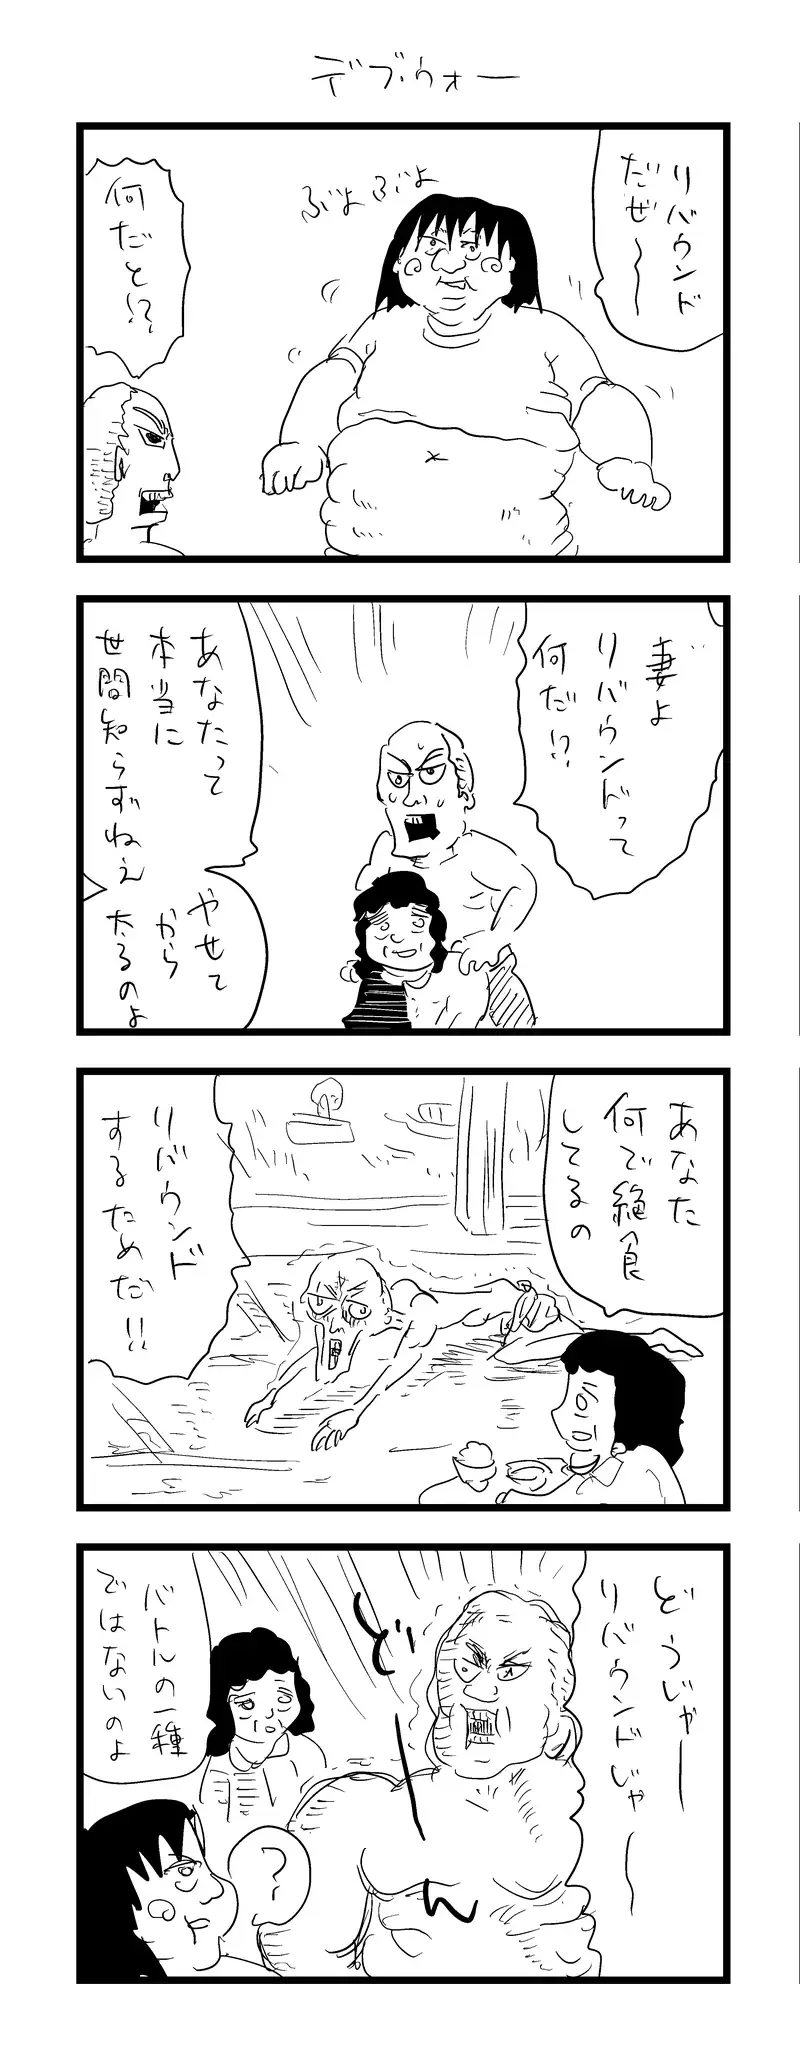 デブ・ウォー
リバウンド
だぜ〜
ぶよぶよ
何だと!?
妻よ
リバウンドって
何だ!?
あなたって
本当に
世間知らずねえ
やせて
から
太るのよ
あなた
何で絶食
してるの
リバウンド
するためだ!!
どうじゃー
リバウンドじゃ〜
どーん
バトルの一種
ではないのよ
?